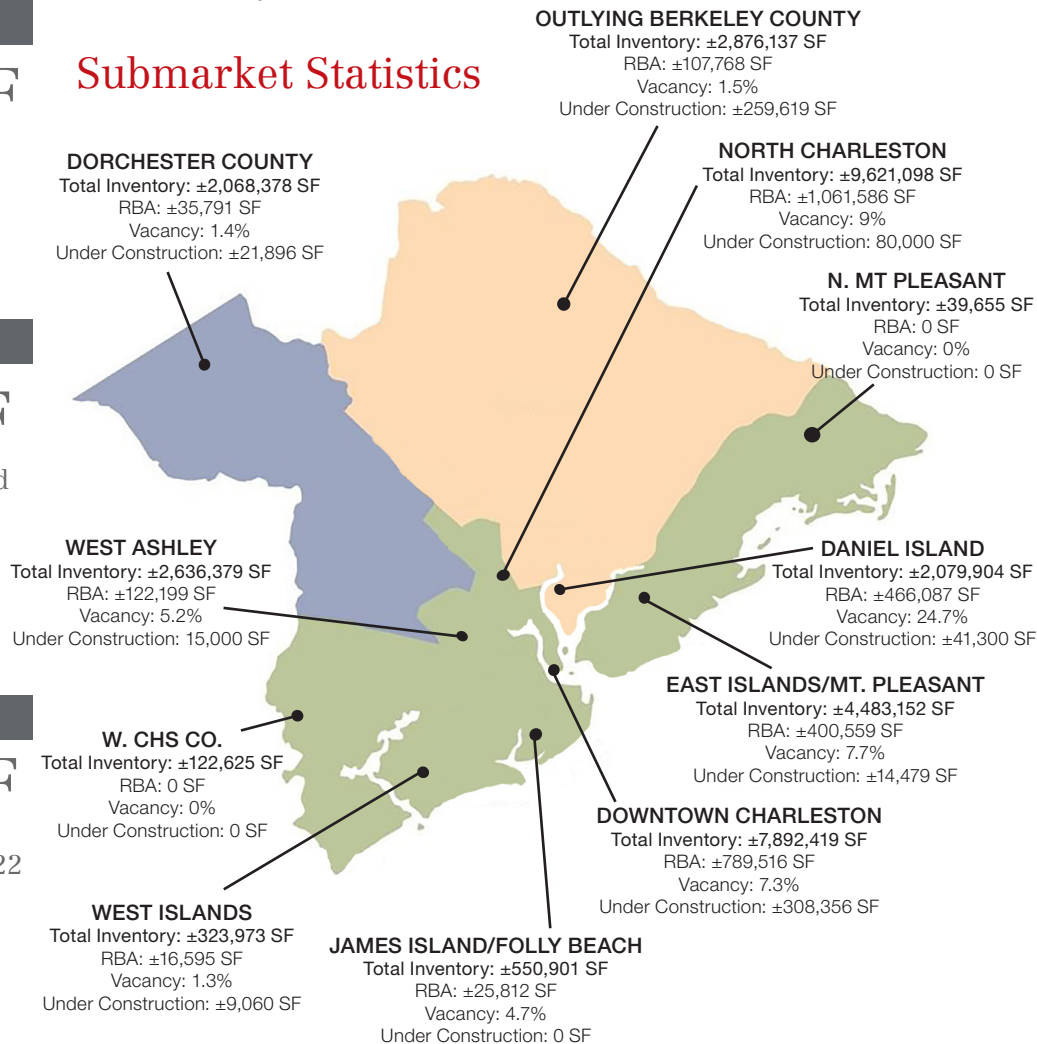 Submarket Statistics
OUTLYING BERKELEY COUNTY
Total Inventory: ±2,876,137 SF
RBA: ±107,768 SF
Vacancy: 1.5%
Under Construction: ±259,619 SF
DORCHESTER COUNTY
Total Inventory: ±2,068,378 SF
RBA: ±35,791 SF
Vacancy: 1.4%
Under Construction: ±21,896 SF
NORTH CHARLESTON
Total Inventory: ±9,621,098 SF
RBA: ±1,061,586 SF
Vacancy: 9%
Under Construction: 80,000 SF
N. MT PLEASANT
Total Inventory: ±39,655 SF
RBA: 0 SF
Vacancy: 0%
Under Construction: 0 SF
WEST ASHLEY
Total Inventory: ±2,636,379 SF
RBA: ±122,199 SF
Vacancy: 5.2%
Under Construction: 15,000 SF
DANIEL ISLAND
Total Inventory: ±2,079,904 SF
RBA: ±466,087 SF
Vacancy: 24.7%
Under Construction: ±41,300 SF
EAST ISLANDS/MT. PLEASANT
Total Inventory: ±4,483,152 SF
RBA: ±400,559 SF
Vacancy: 7.7%
Under Construction: ±14,479 SF
W. CHS CO.
Total Inventory: ±122,625 SF
RBA: 0 SF
Vacancy: 0%
Under Construction: 0 SF
DOWNTOWN CHARLESTON
Total Inventory: ±7,892,419 SF
RBA: ±789,516 SF
Vacancy: 7.3%
Under Construction: ±308,356 SF
WEST ISLANDS
Total Inventory: ±323,973 SF
RBA: ±16,595 SF
Vacancy: 1.3%
Under Construction: ±9,060 SF
JAMES ISLAND/FOLLY BEACH
Total Inventory: ±550,901 SF
RBA: ±25,812 SF
Vacancy: 4.7%
Under Construction: 0 SF
F
F
d
F
22